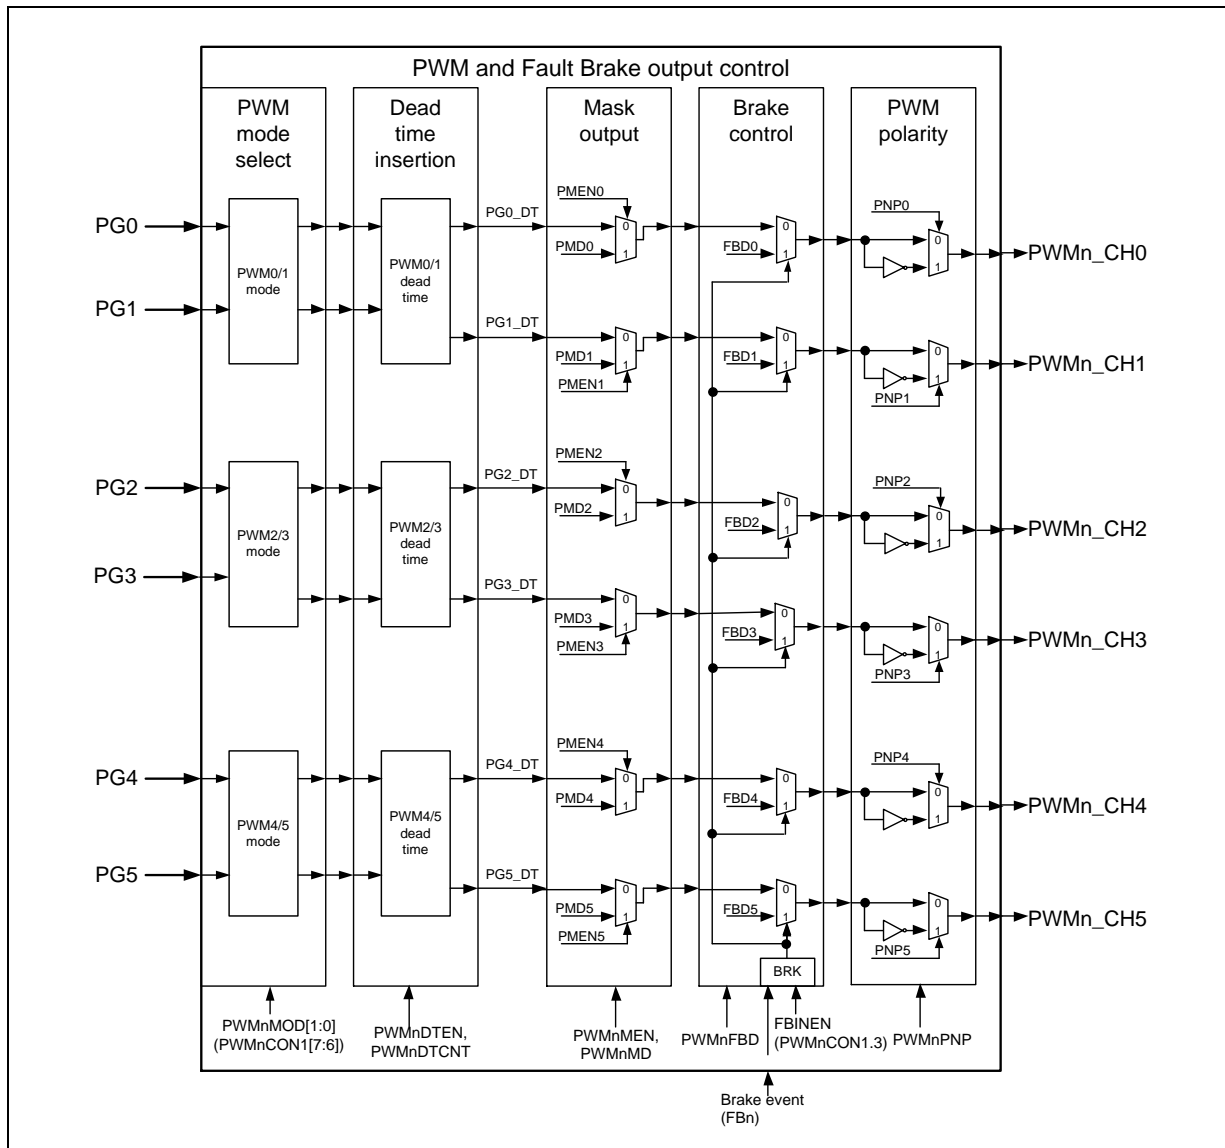 PWM and Fault Brake output control
PWM
mode
select
Dead
time
insertion
Mask
output
Brake
control
PWM
polarity
PG0
PG1
PG2
PG3
PG4
PG5
PWM0/1
mode
PWM2/3
mode
PWM4/5
mode
PWM0/1
dead
time
PWM2/3
dead
time
PWM4/5
dead
time
PG0_DT
PG1_DT
PG2_DT
PG3_DT
PG4_DT
PG5_DT
PMEN0
0
PMD0
1
0
PMD1
1
PMEN1
PMEN2
0
PMD2
1
0
PMD3
1
PMEN3
PMEN4
0
PMD4
1
0
PMD5
1
PMEN5
0
FBD0
1
0
FBD1
1
0
FBD2
1
0
FBD3
1
0
FBD4
1
0
FBD5
1
BRK
PNP0
0
1
0
1
PNP1
PNP2
0
1
0
1
PNP3
PNP4
0
1
0
1
PNP5
PWMn_CH0
PWMn_CH1
PWMn_CH2
PWMn_CH3
PWMn_CH4
PWMn_CH5
PWMnMOD[1:0]
(PWMnCON1[7:6])
PWMnDTEN,
PWMnDTCNT
PWMnMEN,
PWMnMD
PWMnFBD
FBINEN
(PWMnCON1.3)
PWMnPNP
Brake event
(FBn)